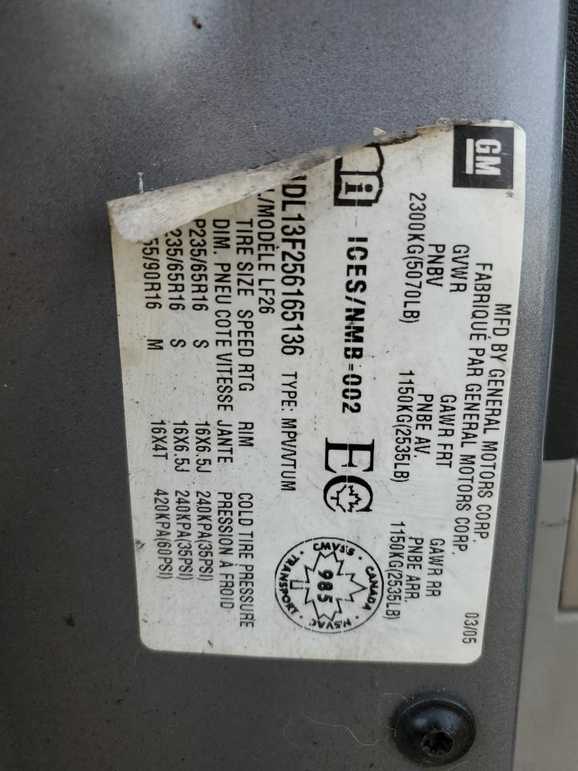 GM
MFD BY GENERAL MOTORS CORP.
FABRIQUÉ PAR GENERAL MOTORS CORP.
03/05
GVWR GAWR FRT GAWR RR
PNBV PNBE AV. PNBE ARR.
2300KG(5070LB) 1150KG(2535LB) 1150KG(2535LB)
i ICES/NMB-002 EC
CANADA
CMVSS
985
NSVAC
TRANSPORT
DL13F256165136 TYPE: MPV/VTUM
/MODÈLE LF26
TIRE SIZE SPEED RTG RIM COLD TIRE PRESSURE
DIM. PNEU COTE VITESSE JANTE PRESSION À FROID
P235/65R16 S 16X6.5J 240KPA(35PSI)
P235/65R16 S 16X6.5J 240KPA(35PSI)
55/90R16 M 16X4T 420KPA(60PSI)